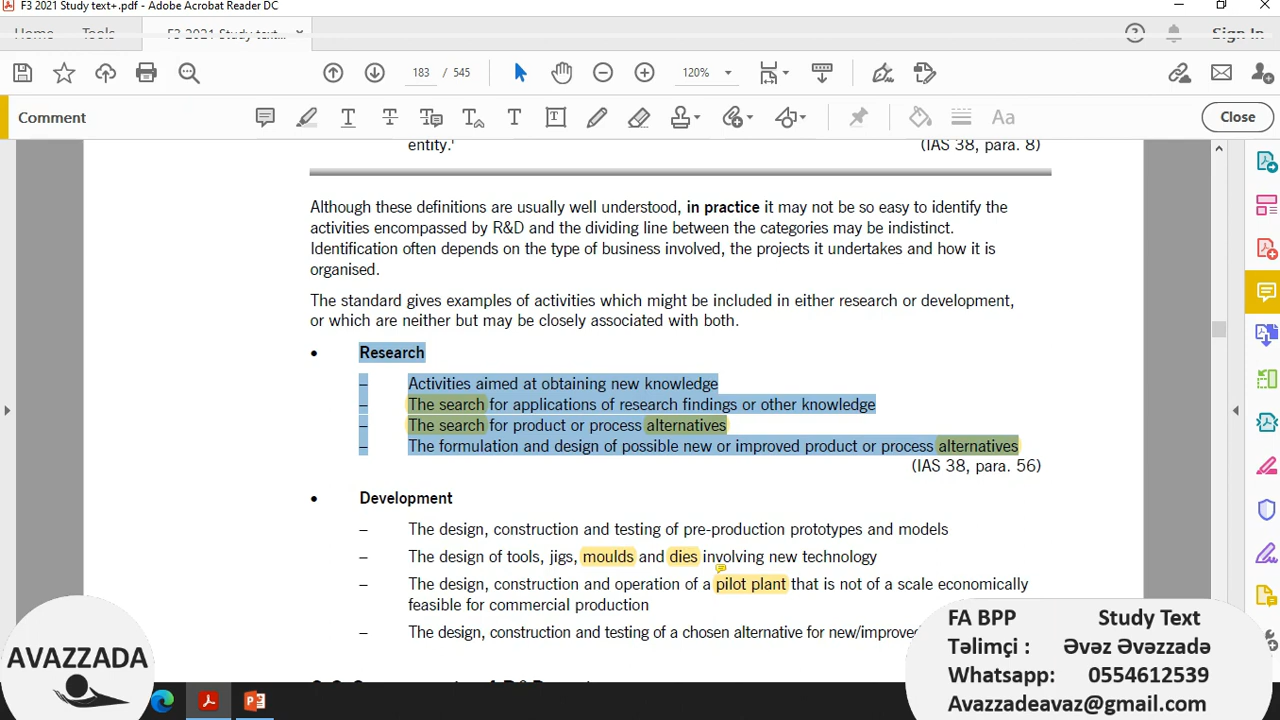 F3 2021 Study text+.pdf - Adobe Acrobat Reader DC
Home Tools F3 2021 Study text... × Sign In
183 / 545 120%
Comment Close
entity.' (IAS 38, para. 8)
Although these definitions are usually well understood, in practice it may not be so easy to identify the
activities encompassed by R&D and the dividing line between the categories may be indistinct.
Identification often depends on the type of business involved, the projects it undertakes and how it is
organised.
The standard gives examples of activities which might be included in either research or development,
or which are neither but may be closely associated with both.
• Research
– Activities aimed at obtaining new knowledge
– The search for applications of research findings or other knowledge
– The search for product or process alternatives
– The formulation and design of possible new or improved product or process alternatives
(IAS 38, para. 56)
• Development
– The design, construction and testing of pre-production prototypes and models
– The design of tools, jigs, moulds and dies involving new technology
– The design, construction and operation of a pilot plant that is not of a scale economically
feasible for commercial production
– The design, construction and testing of a chosen alternative for new/improved
AVAZZADA
FA BPP Study Text
Təlimçi : Əvəz Əvəzzadə
Whatsapp: 0554612539
Avazzadeavaz@gmail.com